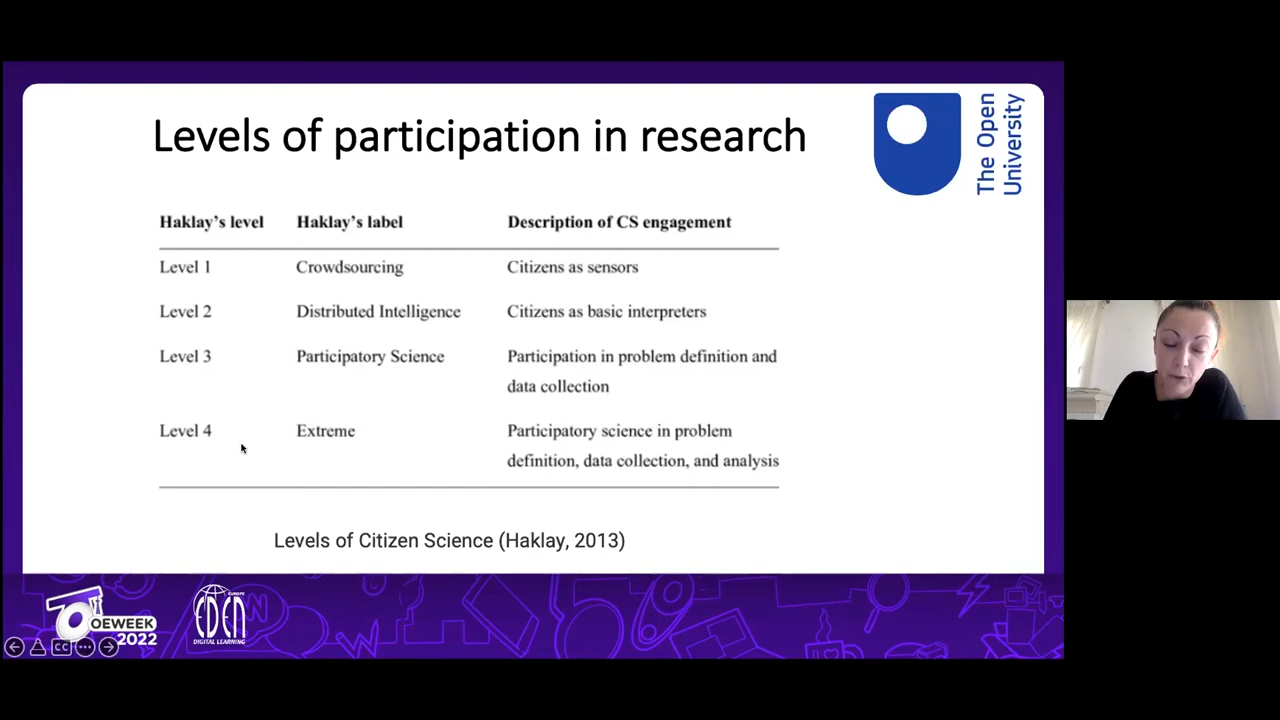 Levels of participation in research
The Open
University
Haklay's level Haklay's label Description of CS engagement
Level 1 Crowdsourcing Citizens as sensors
Level 2 Distributed Intelligence Citizens as basic interpreters
Level 3 Participatory Science Participation in problem definition and
data collection
Level 4 Extreme Participatory science in problem
definition, data collection, and analysis
Levels of Citizen Science (Haklay, 2013)
OEWEEK
2022
EUROPE
EDEN
DIGITAL LEARNING
CC